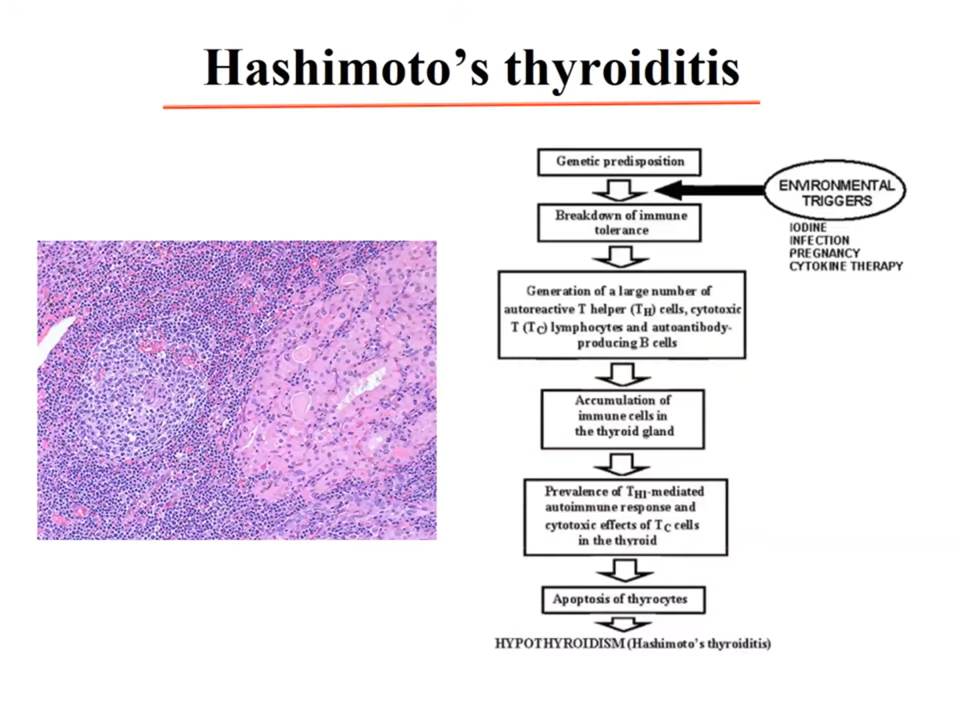 Hashimoto’s thyroiditis
Genetic predisposition
ENVIRONMENTAL
TRIGGERS
IODINE
INFECTION
PREGNANCY
CYTOKINE THERAPY
Breakdown of immune
tolerance
Generation of a large number of
autoreactive T helper (TH) cells, cytotoxic
T (TC) lymphocytes and autoantibody-
producing B cells
Accumulation of
immune cells in
the thyroid gland
Prevalence of TH1-mediated
autoimmune response and
cytotoxic effects of TC cells
in the thyroid
Apoptosis of thyrocytes
HYPOTHYROIDISM (Hashimoto’s thyroiditis)